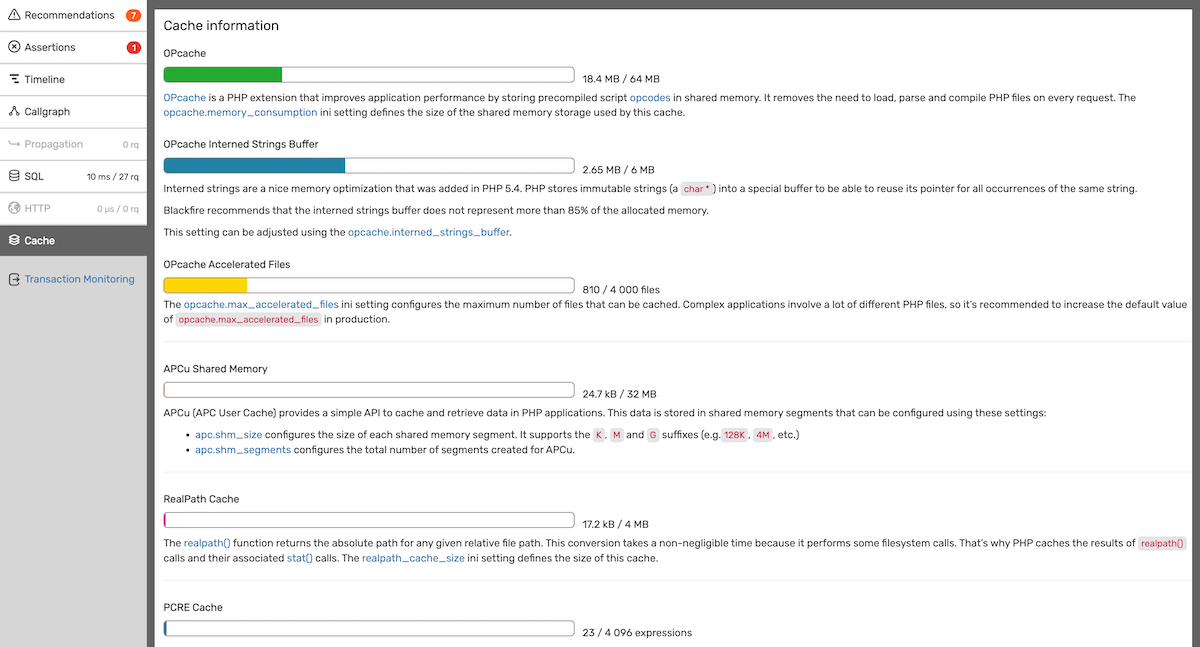 Recommendations 7
Assertions 1
Timeline
Callgraph
Propagation 0 rq
SQL 10 ms / 27 rq
HTTP 0 µs / 0 rq
Cache
Transaction Monitoring
Cache information
OPcache
18.4 MB / 64 MB
OPcache is a PHP extension that improves application performance by storing precompiled script opcodes in shared memory. It removes the need to load, parse and compile PHP files on every request. The
opcache.memory_consumption ini setting defines the size of the shared memory storage used by this cache.
OPcache Interned Strings Buffer
2.65 MB / 6 MB
Interned strings are a nice memory optimization that was added in PHP 5.4. PHP stores immutable strings (a char * ) into a special buffer to be able to reuse its pointer for all occurrences of the same string.
Blackfire recommends that the interned strings buffer does not represent more than 85% of the allocated memory.
This setting can be adjusted using the opcache.interned_strings_buffer.
OPcache Accelerated Files
810 / 4 000 files
The opcache.max_accelerated_files ini setting configures the maximum number of files that can be cached. Complex applications involve a lot of different PHP files, so it's recommended to increase the default value
of opcache.max_accelerated_files in production.
APCu Shared Memory
24.7 kB / 32 MB
APCu (APC User Cache) provides a simple API to cache and retrieve data in PHP applications. This data is stored in shared memory segments that can be configured using these settings:
• apc.shm_size configures the size of each shared memory segment. It supports the K , M and G suffixes (e.g. 128K , 4M , etc.)
• apc.shm_segments configures the total number of segments created for APCu.
RealPath Cache
17.2 kB / 4 MB
The realpath() function returns the absolute path for any given relative file path. This conversion takes a non-negligible time because it performs some filesystem calls. That's why PHP caches the results of realpath()
calls and their associated stat() calls. The realpath_cache_size ini setting defines the size of this cache.
PCRE Cache
23 / 4 096 expressions